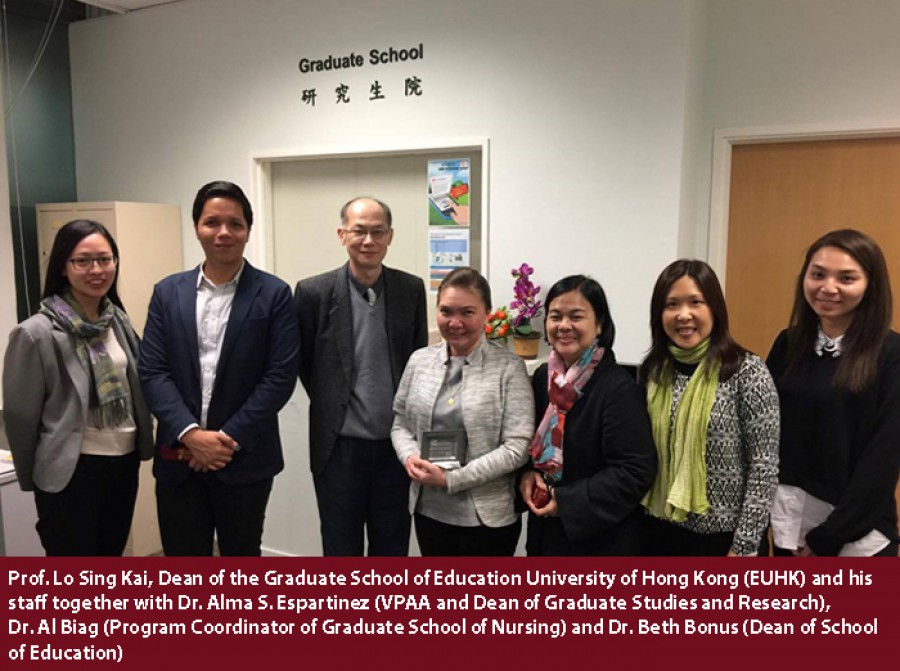 Graduate School
研究生院
Prof. Lo Sing Kai, Dean of the Graduate School of Education University of Hong Kong (EUHK) and his
staff together with Dr. Alma S. Espartinez (VPAA and Dean of Graduate Studies and Research),
Dr. Al Biag (Program Coordinator of Graduate School of Nursing) and Dr. Beth Bonus (Dean of School
of Education)